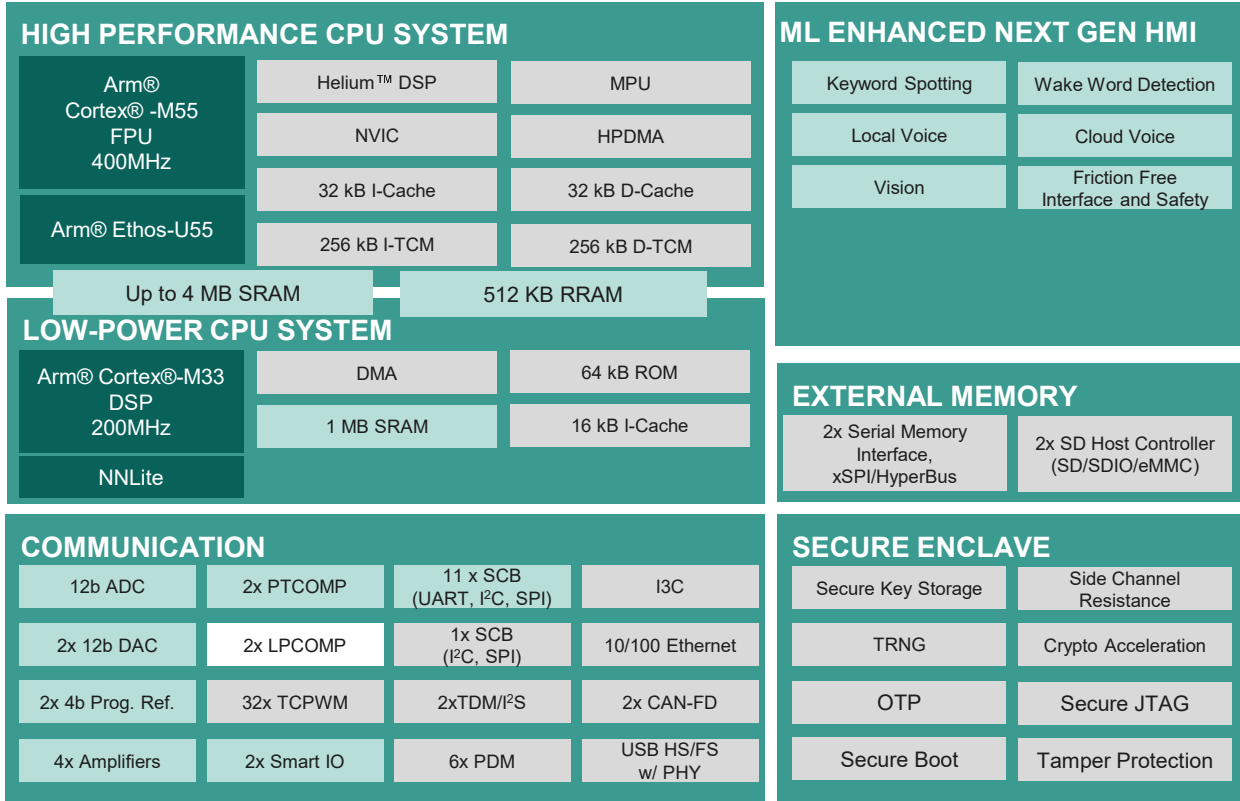 HIGH PERFORMANCE CPU SYSTEM
Arm®
Cortex® -M55
FPU
400MHz
Helium™ DSP
MPU
NVIC
HPDMA
32 kB I-Cache
32 kB D-Cache
Arm® Ethos-U55
256 kB I-TCM
256 kB D-TCM
Up to 4 MB SRAM
512 KB RRAM
LOW-POWER CPU SYSTEM
Arm® Cortex®-M33
DSP
200MHz
DMA
64 kB ROM
1 MB SRAM
16 kB I-Cache
NNLite
COMMUNICATION
12b ADC
2x PTCOMP
11 x SCB
(UART, I²C, SPI)
I3C
2x 12b DAC
2x LPCOMP
1x SCB
(I²C, SPI)
10/100 Ethernet
2x 4b Prog. Ref.
32x TCPWM
2xTDM/I²S
2x CAN-FD
4x Amplifiers
2x Smart IO
6x PDM
USB HS/FS
w/ PHY
ML ENHANCED NEXT GEN HMI
Keyword Spotting
Wake Word Detection
Local Voice
Cloud Voice
Vision
Friction Free
Interface and Safety
EXTERNAL MEMORY
2x Serial Memory
Interface,
xSPI/HyperBus
2x SD Host Controller
(SD/SDIO/eMMC)
SECURE ENCLAVE
Secure Key Storage
Side Channel
Resistance
TRNG
Crypto Acceleration
OTP
Secure JTAG
Secure Boot
Tamper Protection